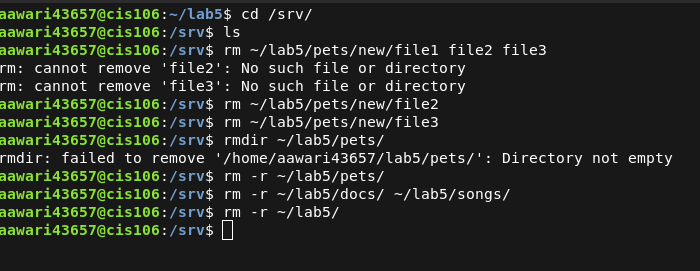 aawari43657@cis106:~/lab5$ cd /srv/
aawari43657@cis106:/srv$ ls
aawari43657@cis106:/srv$ rm ~/lab5/pets/new/file1 file2 file3
rm: cannot remove 'file2': No such file or directory
rm: cannot remove 'file3': No such file or directory
aawari43657@cis106:/srv$ rm ~/lab5/pets/new/file2
aawari43657@cis106:/srv$ rm ~/lab5/pets/new/file3
aawari43657@cis106:/srv$ rmdir ~/lab5/pets/
rmdir: failed to remove '/home/aawari43657/lab5/pets/': Directory not empty
aawari43657@cis106:/srv$ rm -r ~/lab5/pets/
aawari43657@cis106:/srv$ rm -r ~/lab5/docs/ ~/lab5/songs/
aawari43657@cis106:/srv$ rm -r ~/lab5/
aawari43657@cis106:/srv$